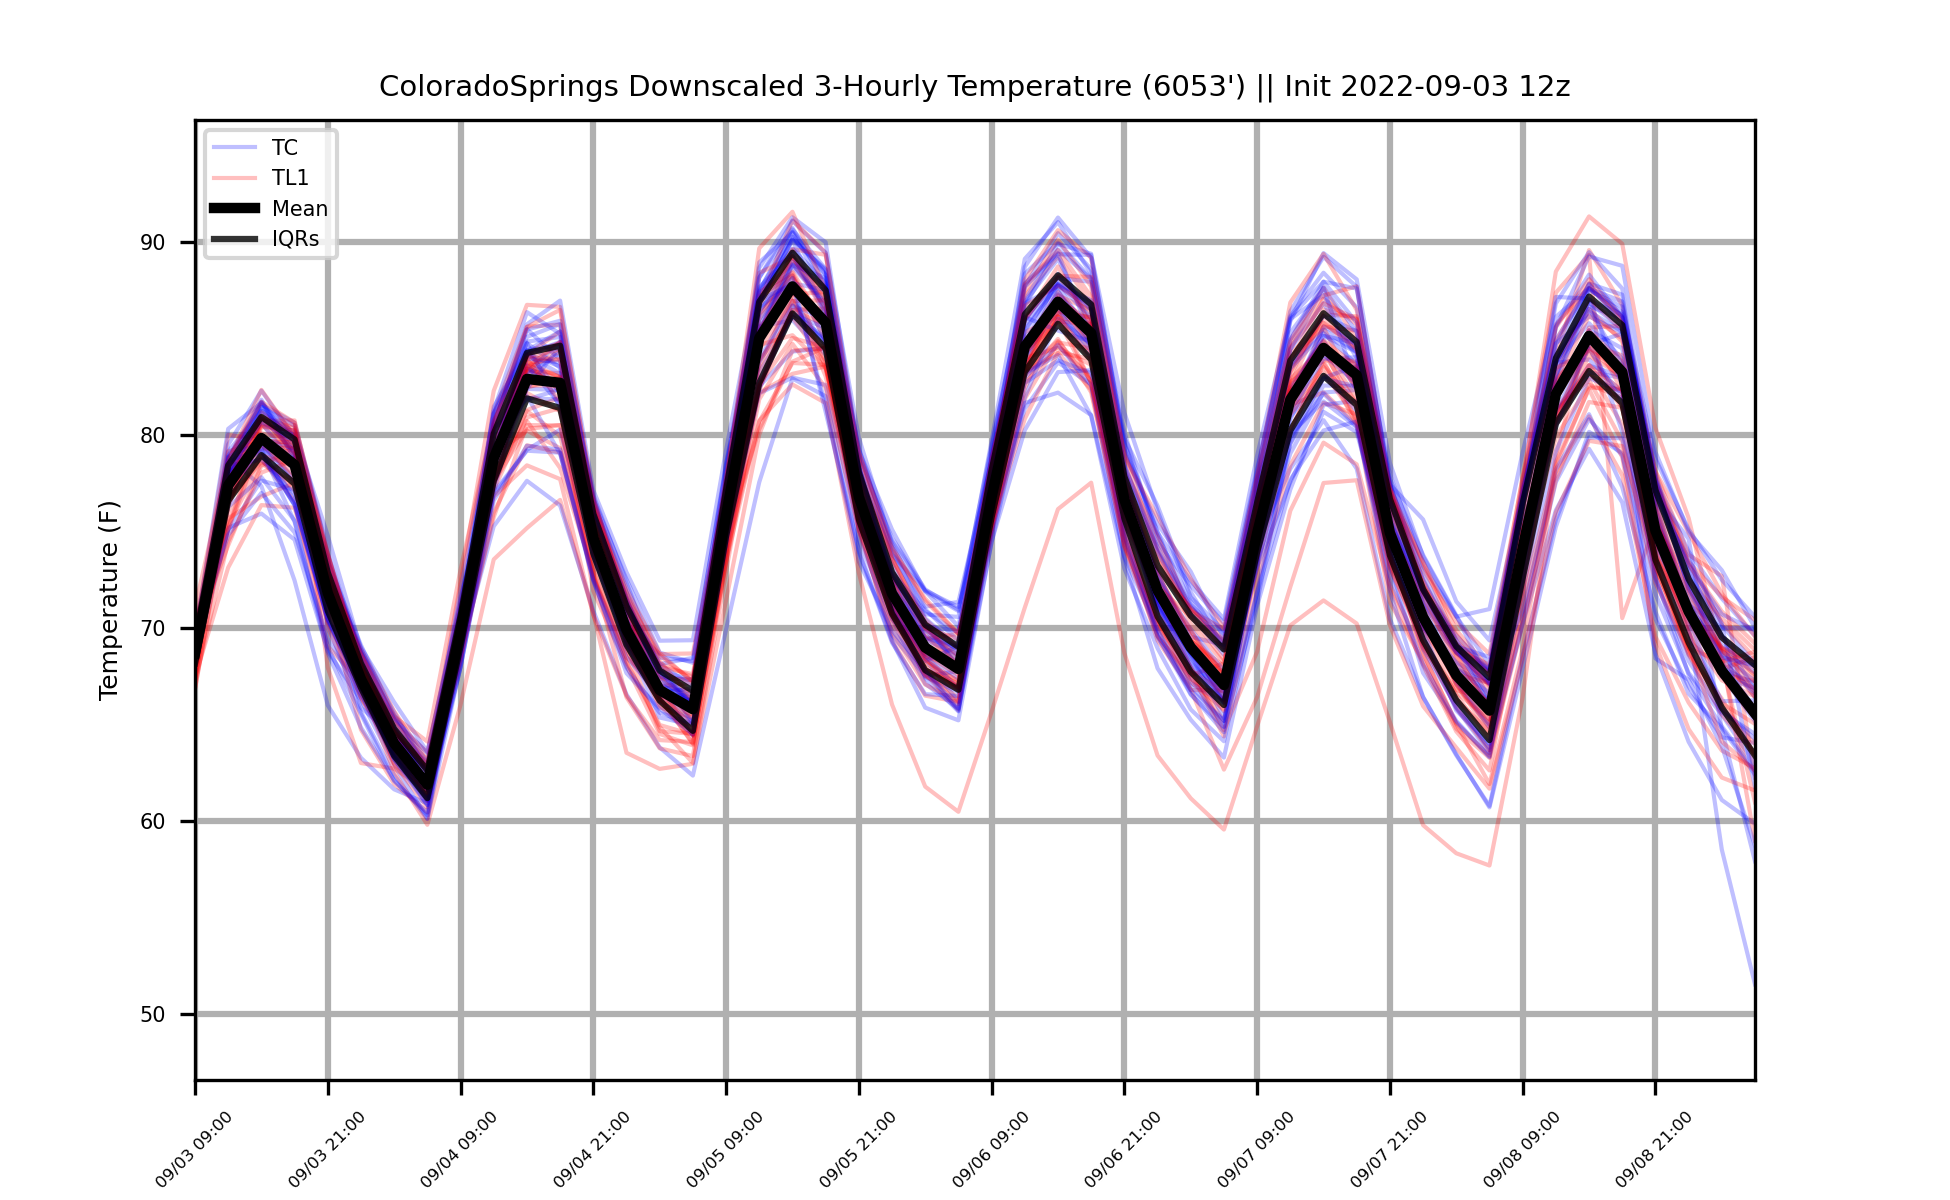 ColoradoSprings Downscaled 3-Hourly Temperature (6053') || Init 2022-09-03 12z
TC
TL1
Mean
IQRs
Temperature (F)
90
80
70
60
50
09/03 09:00
09/03 21:00
09/04 09:00
09/04 21:00
09/05 09:00
09/05 21:00
09/06 09:00
09/06 21:00
09/07 09:00
09/07 21:00
09/08 09:00
09/08 21:00